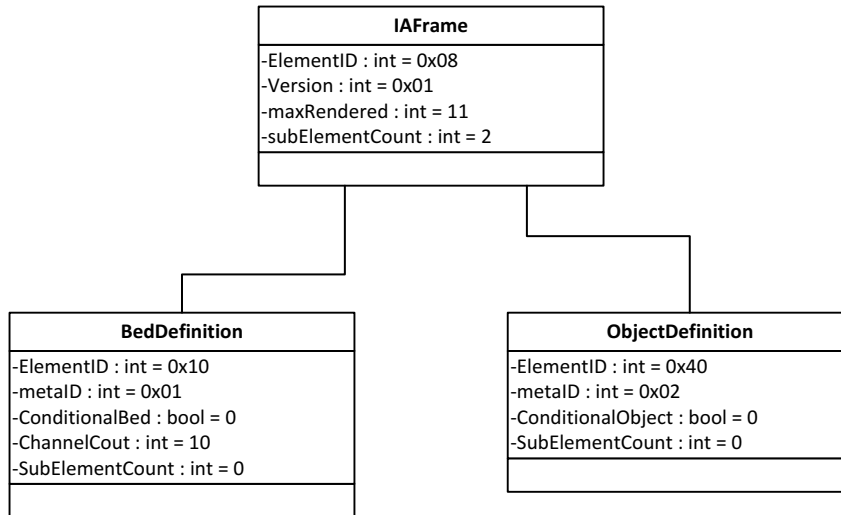 IAFrame
-ElementID : int = 0x08
-Version : int = 0x01
-maxRendered : int = 11
-subElementCount : int = 2
BedDefinition
-ElementID : int = 0x10
-metaID : int = 0x01
-ConditionalBed : bool = 0
-ChannelCout : int = 10
-SubElementCount : int = 0
ObjectDefinition
-ElementID : int = 0x40
-metaID : int = 0x02
-ConditionalObject : bool = 0
-SubElementCount : int = 0